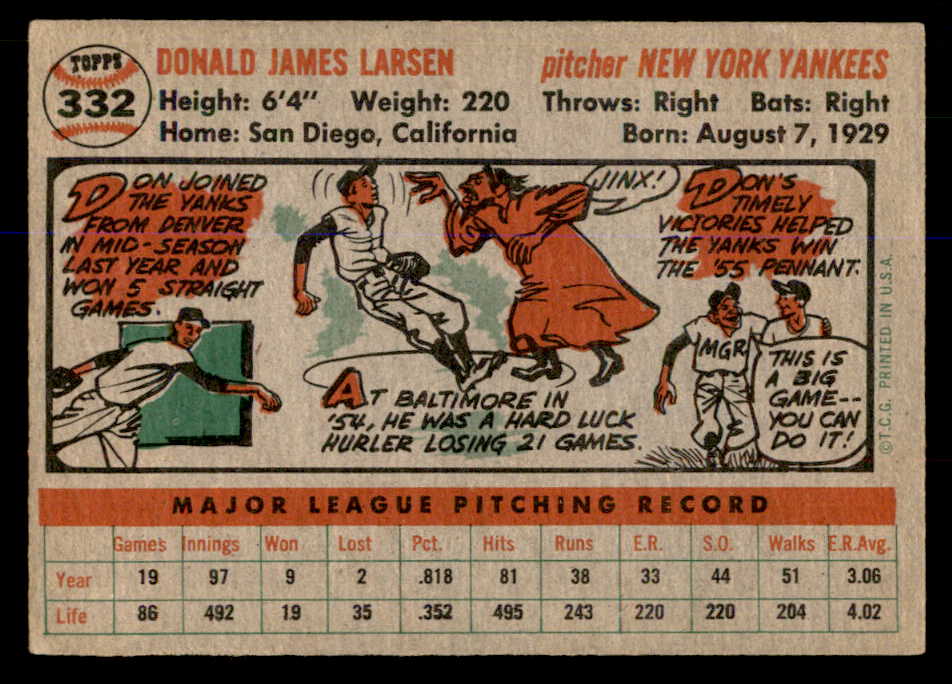 TOPPS
332
DONALD JAMES LARSEN
pitcher NEW YORK YANKEES
Height: 6'4" Weight: 220 Throws: Right Bats: Right
Home: San Diego, California Born: August 7, 1929
DON JOINED
THE YANKS
FROM DENVER
IN MID-SEASON
LAST YEAR AND
WON 5 STRAIGHT
GAMES.
JINX!
AT BALTIMORE IN
'54, HE WAS A HARD LUCK
HURLER LOSING 21 GAMES.
DON'S
TIMELY
VICTORIES HELPED
THE YANKS WIN
THE '55 PENNANT.
MGR.
THIS IS
A BIG
GAME--
YOU CAN
DO IT!
©T.C.G. PRINTED IN U.S.A.
MAJOR LEAGUE PITCHING RECORD
Games Innings Won Lost Pct. Hits Runs E.R. S.O. Walks E.R.Avg.
Year 19 97 9 2 .818 81 38 33 44 51 3.06
Life 86 492 19 35 .352 495 243 220 220 204 4.02